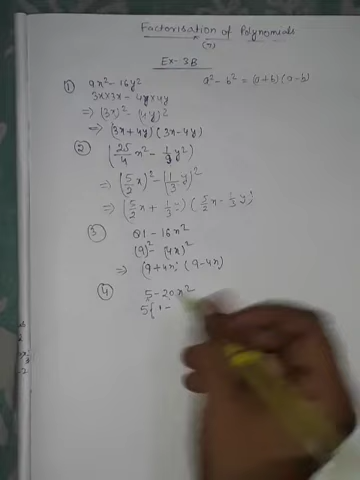 Factorisation of Polynomials
(7)
Ex- 3B
a² - b² = (a+b) (a-b)
① 9x² - 16y²
3x×3x - 4y×4y
⇒ (3x)² - (4y)²
⇒ (3x+4y) (3x-4y)
② (25/4 x² - 1/9 y²)
⇒ (5/2 x)² - (1/3 y)²
⇒ (5/2 x + 1/3 y) (5/2 x - 1/3 y)
③ 81 - 16x²
(9)² - (4x)²
⇒ (9+4x) (9-4x)
④ 5 - 20x²
5{ 1 -